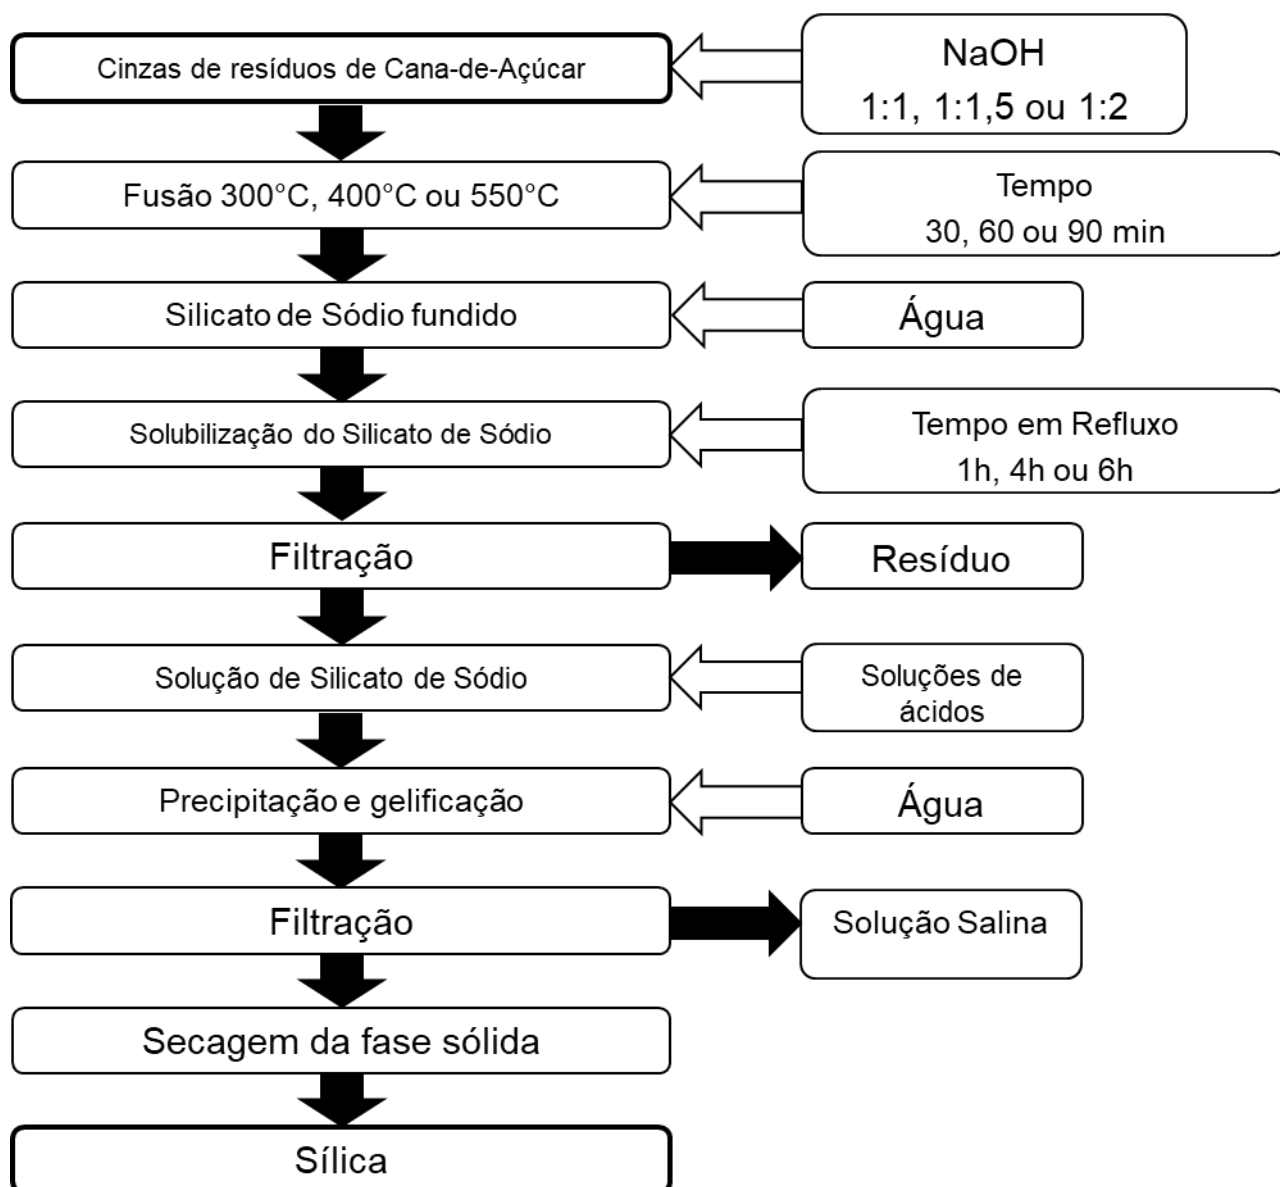 Cinzas de resíduos de Cana-de-Açúcar
NaOH
1:1, 1:1,5 ou 1:2
Fusão 300°C, 400°C ou 550°C
Tempo
30, 60 ou 90 min
Silicato de Sódio fundido
Água
Solubilização do Silicato de Sódio
Tempo em Refluxo
1h, 4h ou 6h
Filtração
Resíduo
Solução de Silicato de Sódio
Soluções de
ácidos
Precipitação e gelificação
Água
Filtração
Solução Salina
Secagem da fase sólida
Sílica